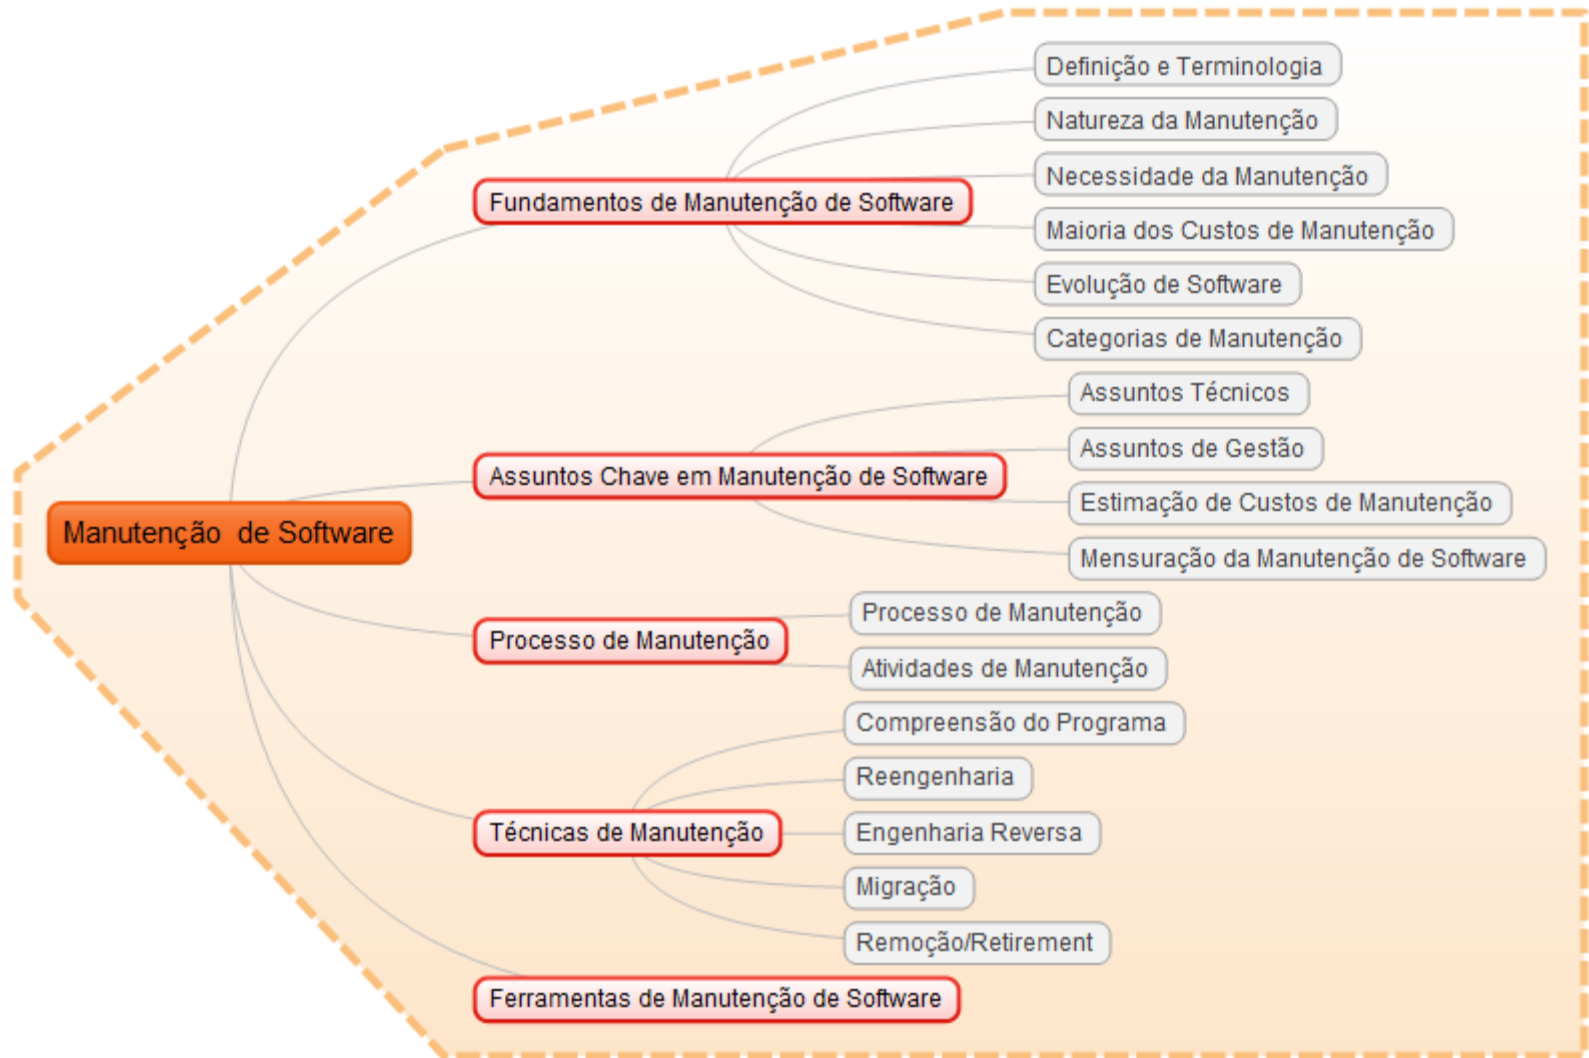 Manutenção  de Software
Fundamentos de Manutenção de Software
Definição e Terminologia
Natureza da Manutenção
Necessidade da Manutenção
Maioria dos Custos de Manutenção
Evolução de Software
Categorias de Manutenção
Assuntos Chave em Manutenção de Software
Assuntos Técnicos
Assuntos de Gestão
Estimação de Custos de Manutenção
Mensuração da Manutenção de Software
Processo de Manutenção
Processo de Manutenção
Atividades de Manutenção
Técnicas de Manutenção
Compreensão do Programa
Reengenharia
Engenharia Reversa
Migração
Remoção/Retirement
Ferramentas de Manutenção de Software